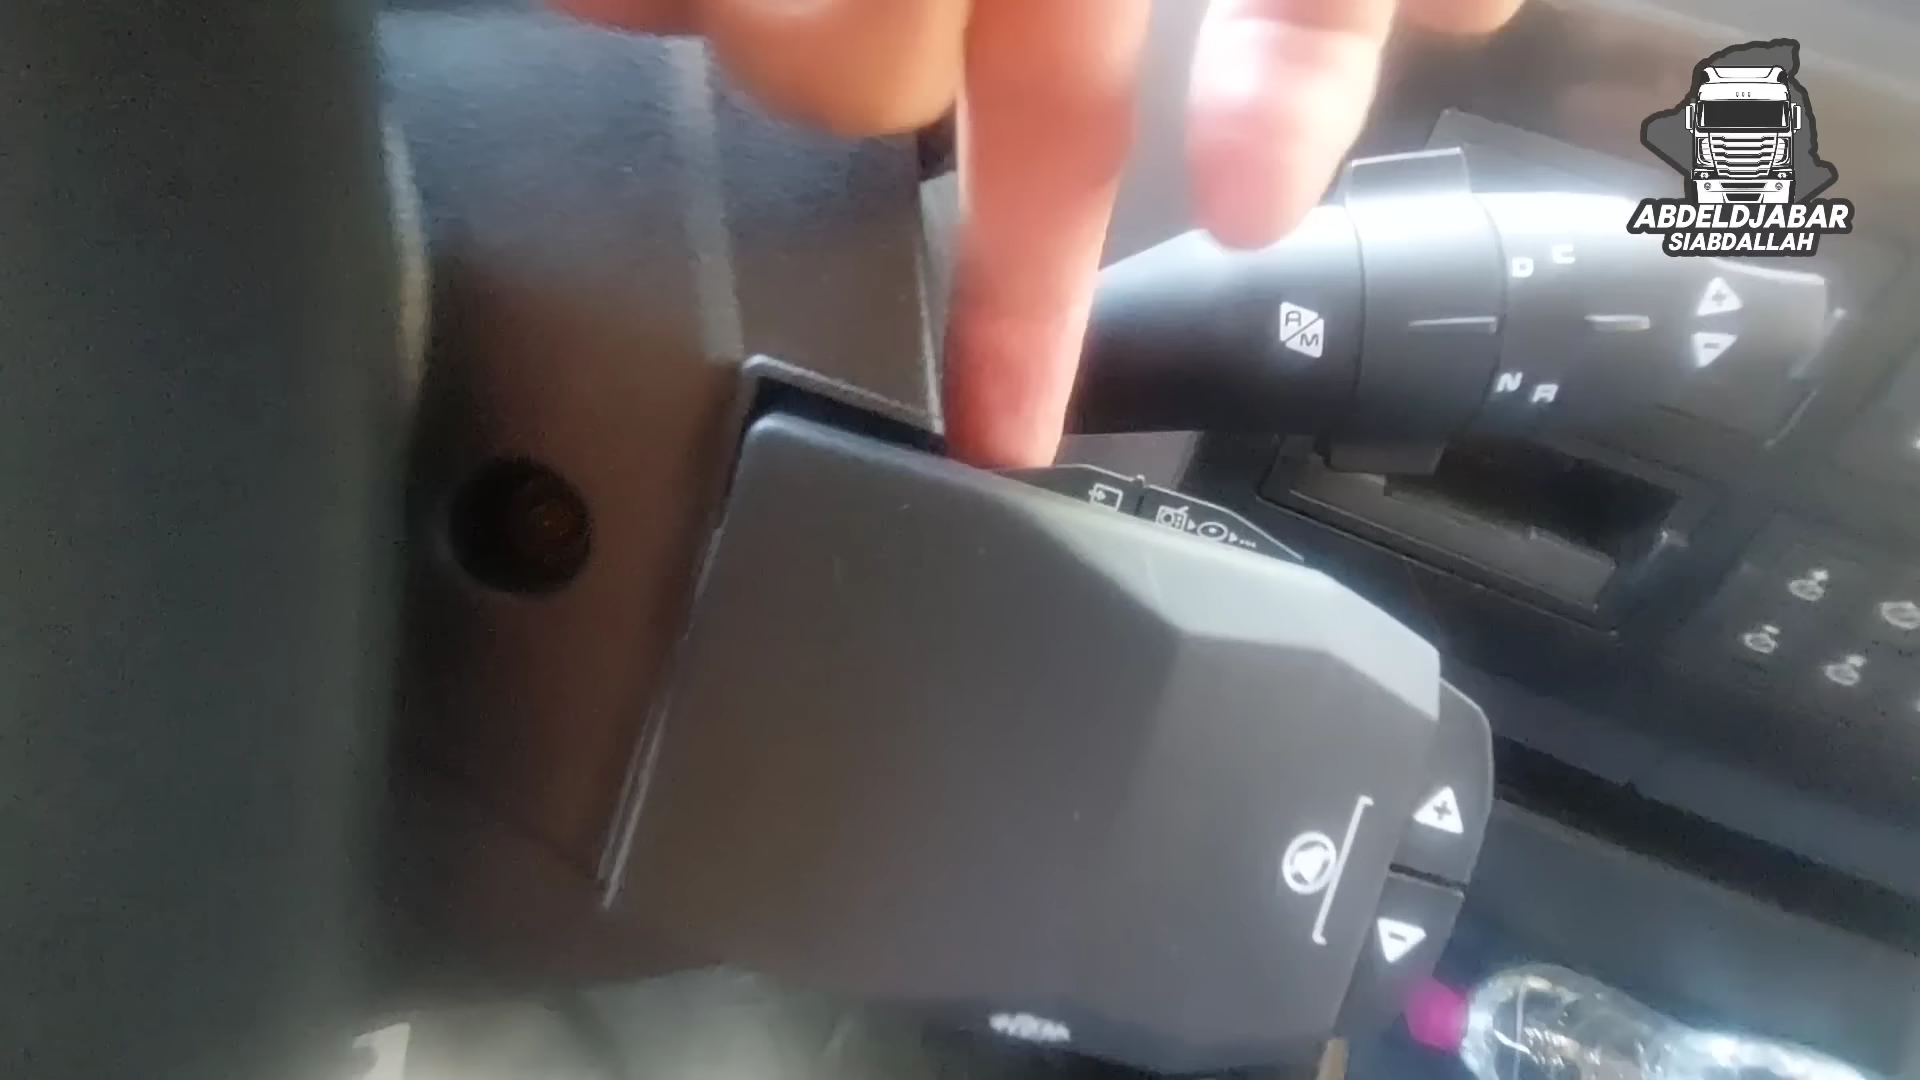 ABDELDJABAR
SIABDALLAH
A/M
D C
N R
+
-
+
-